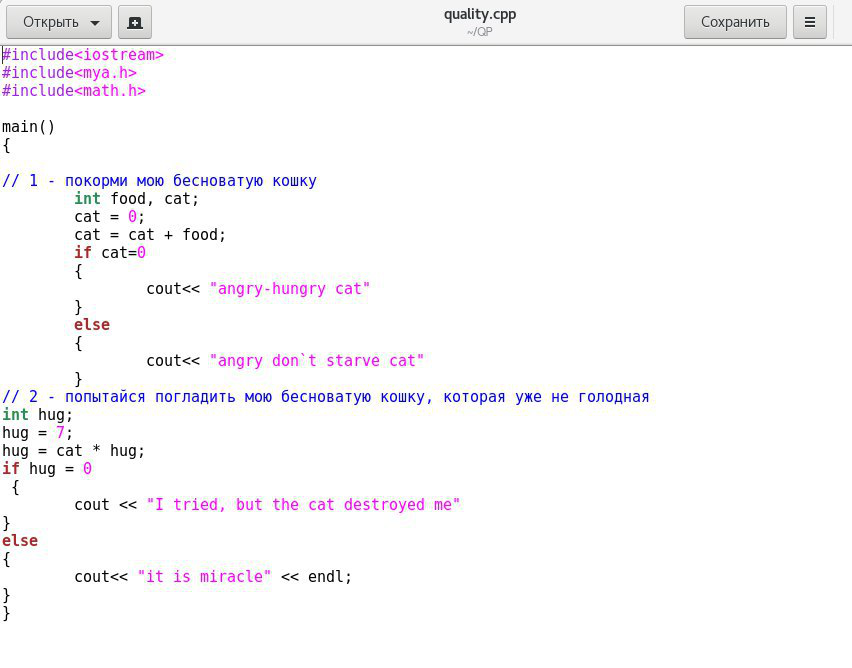 Открыть
quality.cpp
~/QP
Сохранить
#include<iostream>
#include<mya.h>
#include<math.h>
main()
{
// 1 - покорми мою бесноватую кошку
int food, cat;
cat = 0;
cat = cat + food;
if cat=0
{
cout<< "angry-hungry cat"
}
else
{
cout<< "angry don`t starve cat"
}
// 2 - попытайся погладить мою бесноватую кошку, которая уже не голодная
int hug;
hug = 7;
hug = cat * hug;
if hug = 0
{
cout << "I tried, but the cat destroyed me"
}
else
{
cout<< "it is miracle" << endl;
}
}